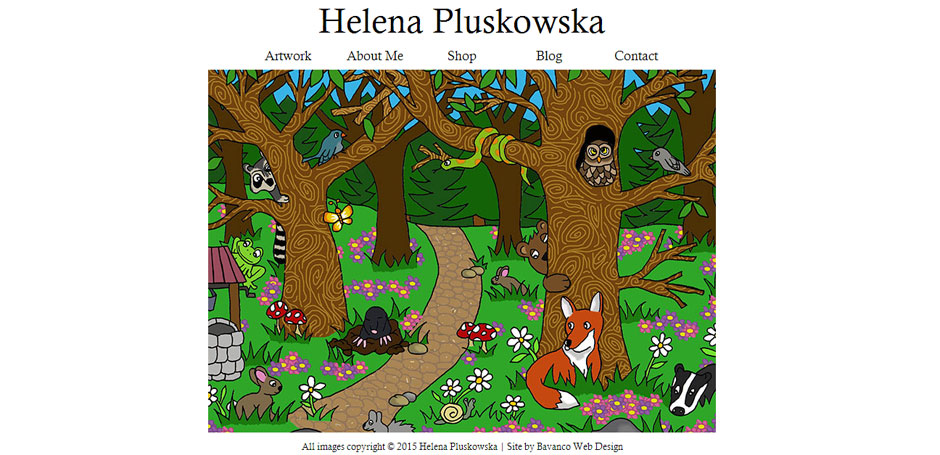 Helena Pluskowska
Artwork About Me Shop Blog Contact
All images copyright © 2015 Helena Pluskowska | Site by Bavanco Web Design